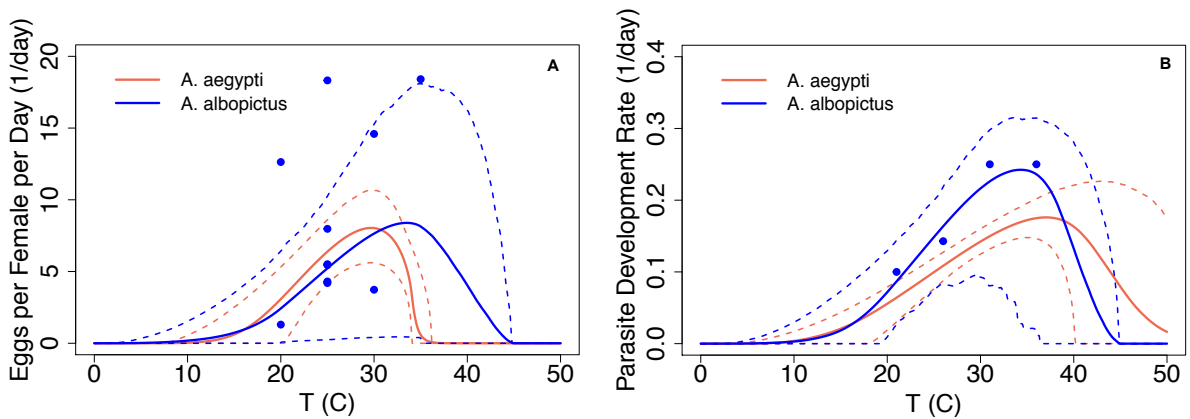 Eggs per Female per Day (1/day)
20
15
10
5
0
A. aegypti
A. albopictus
A
0 10 20 30 40 50
T (C)
Parasite Development Rate (1/day)
0.4
0.3
0.2
0.1
0.0
A. aegypti
A. albopictus
B
0 10 20 30 40 50
T (C)